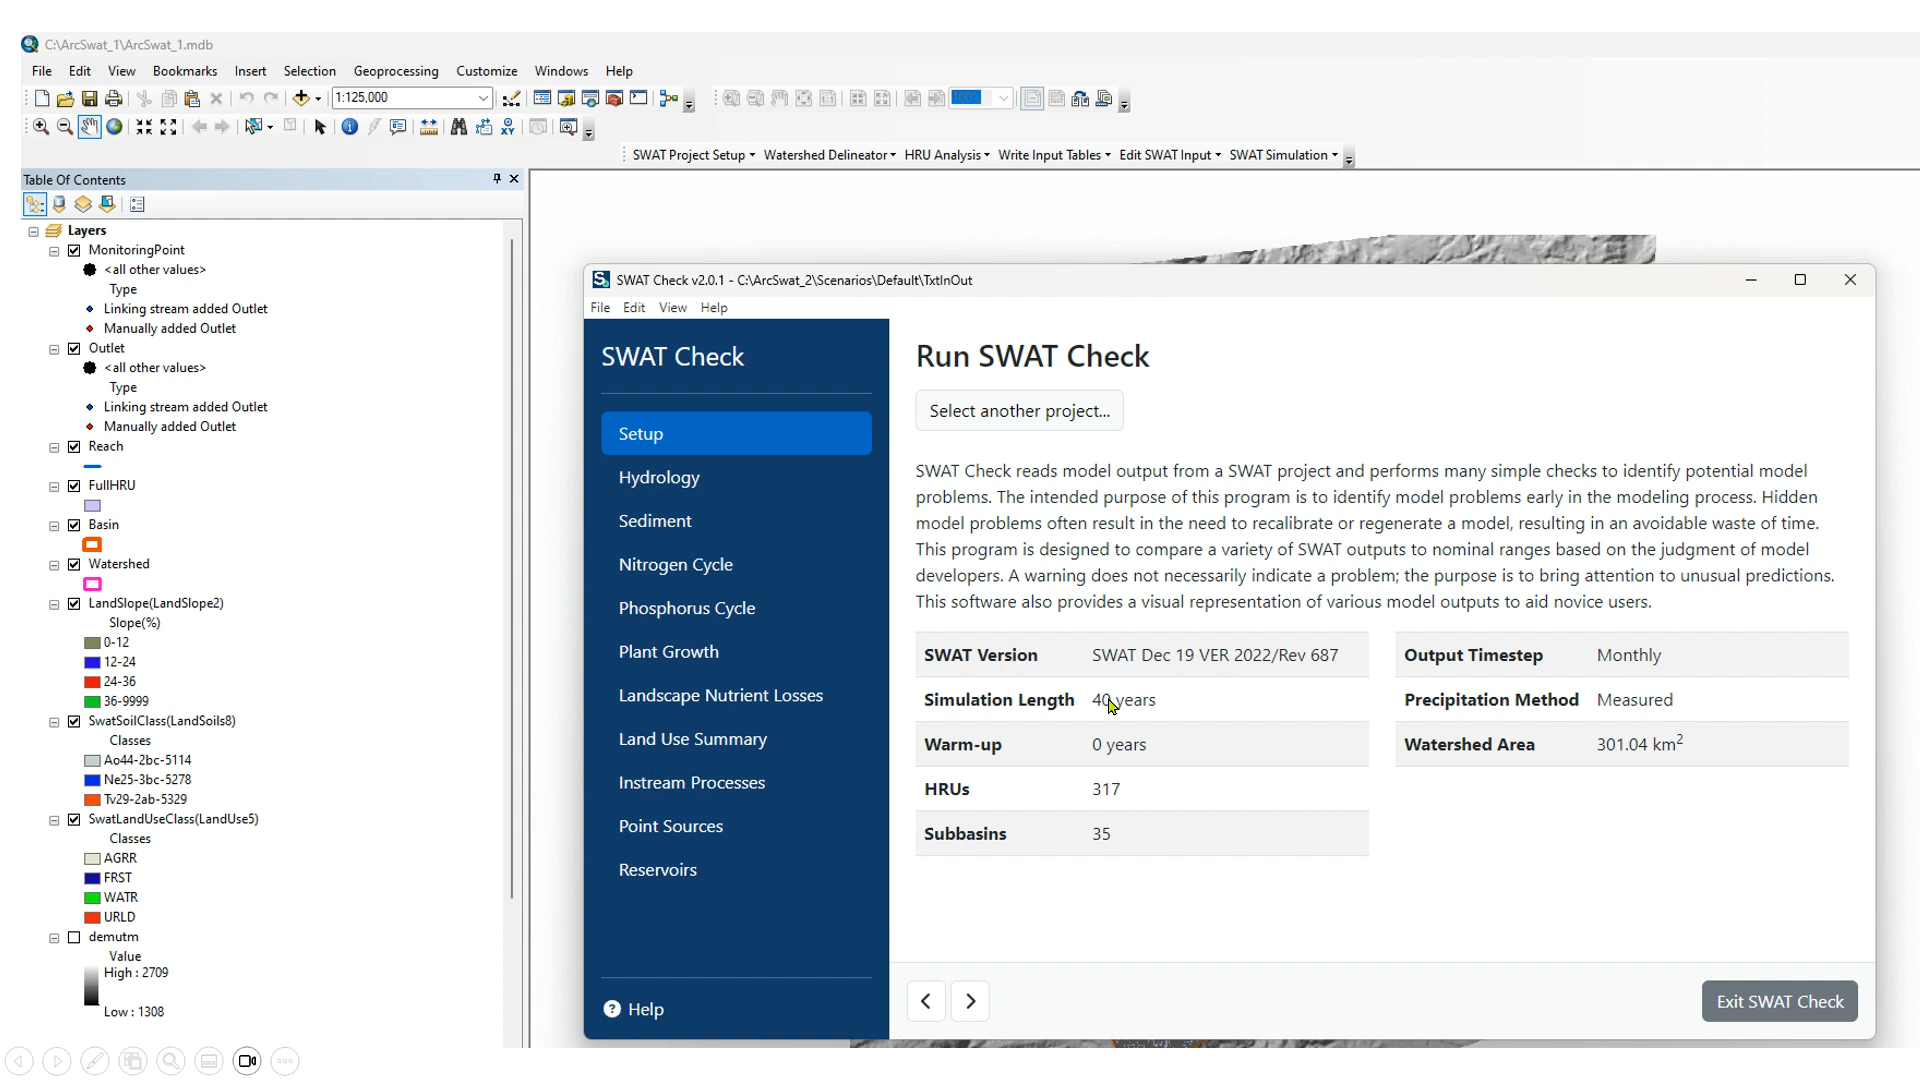 C:\ArcSwat_1\ArcSwat_1.mdb
File Edit View Bookmarks Insert Selection Geoprocessing Customize Windows Help
1:125,000
100%
SWAT Project Setup Watershed Delineator HRU Analysis Write Input Tables Edit SWAT Input SWAT Simulation
Table Of Contents
Layers
MonitoringPoint
<all other values>
Type
Linking stream added Outlet
Manually added Outlet
Outlet
<all other values>
Type
Linking stream added Outlet
Manually added Outlet
Reach
FullHRU
Basin
Watershed
LandSlope(LandSlope2)
Slope(%)
0-12
12-24
24-36
36-9999
SwatSoilClass(LandSoils8)
Classes
Ao44-2bc-5114
Ne25-3bc-5278
Tv29-2ab-5329
SwatLandUseClass(LandUse5)
Classes
AGRR
FRST
WATR
URLD
demutm
Value
High : 2709
Low : 1308
SWAT Check v2.0.1 - C:\ArcSwat_2\Scenarios\Default\TxtInOut
File Edit View Help
SWAT Check
Setup
Hydrology
Sediment
Nitrogen Cycle
Phosphorus Cycle
Plant Growth
Landscape Nutrient Losses
Land Use Summary
Instream Processes
Point Sources
Reservoirs
Help
Run SWAT Check
Select another project...
SWAT Check reads model output from a SWAT project and performs many simple checks to identify potential model
problems. The intended purpose of this program is to identify model problems early in the modeling process. Hidden
model problems often result in the need to recalibrate or regenerate a model, resulting in an avoidable waste of time.
This program is designed to compare a variety of SWAT outputs to nominal ranges based on the judgment of model
developers. A warning does not necessarily indicate a problem; the purpose is to bring attention to unusual predictions.
This software also provides a visual representation of various model outputs to aid novice users.
SWAT Version SWAT Dec 19 VER 2022/Rev 687
Simulation Length 40 years
Warm-up 0 years
HRUs 317
Subbasins 35
Output Timestep Monthly
Precipitation Method Measured
Watershed Area 301.04 km²
Exit SWAT Check